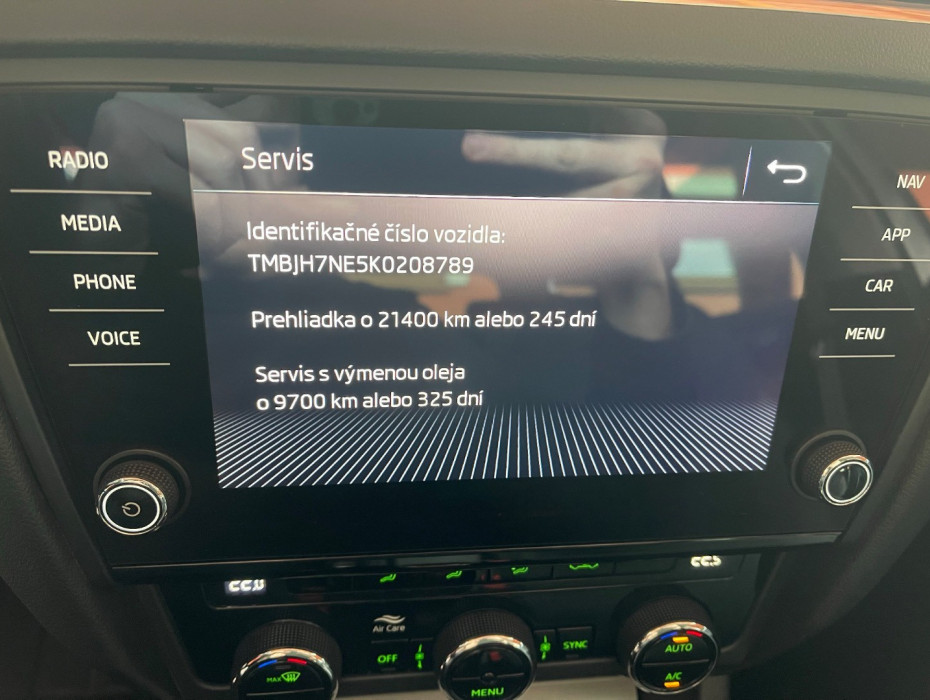 Servis
RADIO
MEDIA
PHONE
VOICE
Identifikačné číslo vozidla:
TMBJH7NE5K0208789
Prehliadka o 21400 km alebo 245 dní
Servis s výmenou oleja
o 9700 km alebo 325 dní
NAV
APP
CAR
MENU
Air Care
OFF
SYNC
MAX
MENU
AUTO
A/C